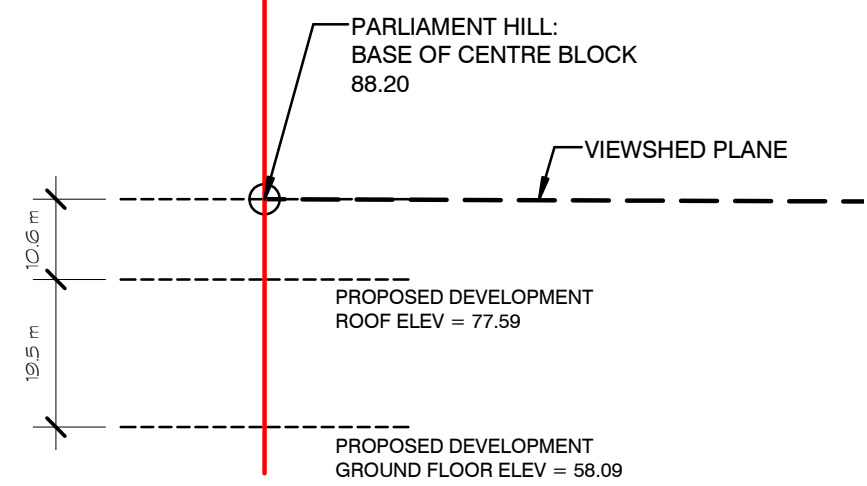 PARLIAMENT HILL:
BASE OF CENTRE BLOCK
88.20
VIEWSHED PLANE
10.6 m
PROPOSED DEVELOPMENT
ROOF ELEV = 77.59
19.5 m
PROPOSED DEVELOPMENT
GROUND FLOOR ELEV = 58.09